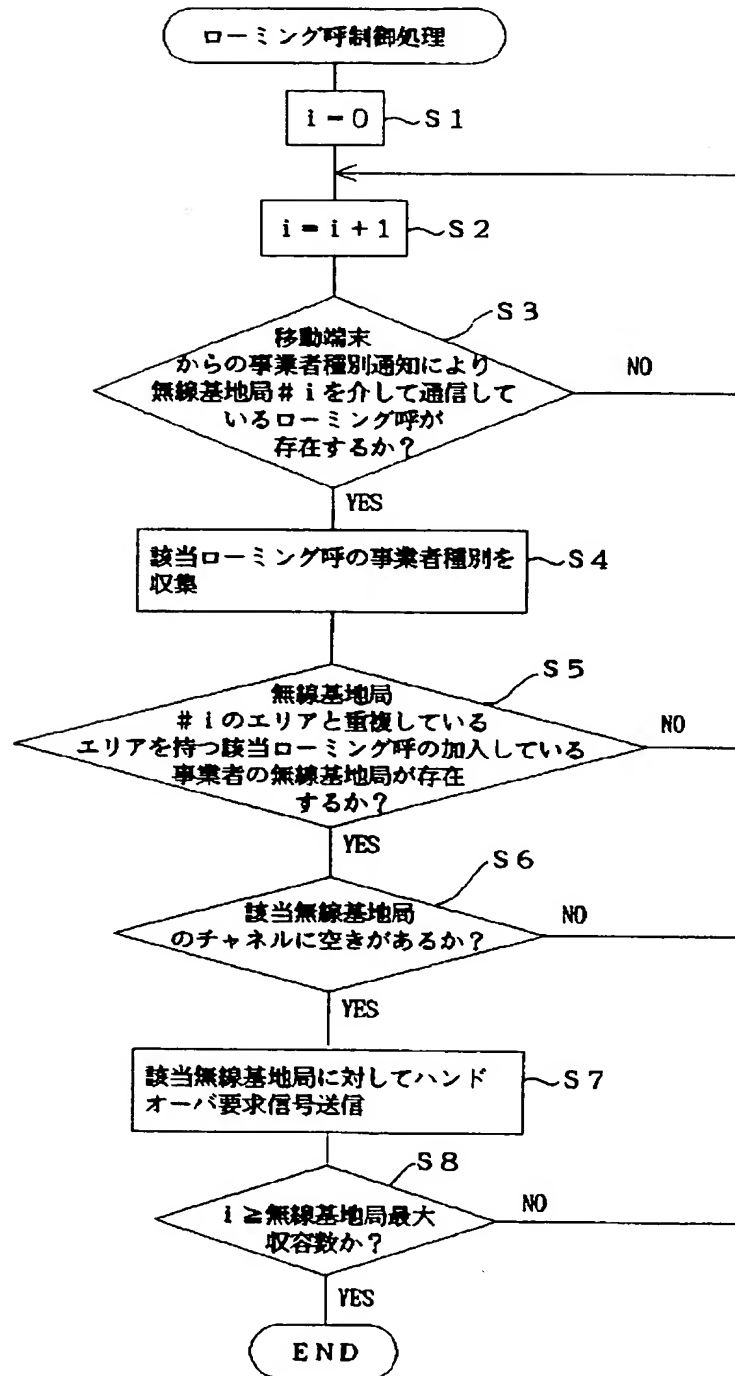 ローミング呼制御処理
i=0
S1
i=i+1
S2
S3
移動端末
からの事業者種別通知により
無線基地局#iを介して通信して
いるローミング呼が
存在するか?
NO
YES
該当ローミング呼の事業者種別を
収集
S4
S5
無線基地局
#iのエリアと重複している
エリアを持つ該当ローミング呼の加入している
事業者の無線基地局が存在
するか?
NO
YES
S6
該当無線基地局
のチャネルに空きがあるか?
NO
YES
該当無線基地局に対してハンド
オーバ要求信号送信
S7
S8
i≧無線基地局最大
収容数か?
NO
YES
END